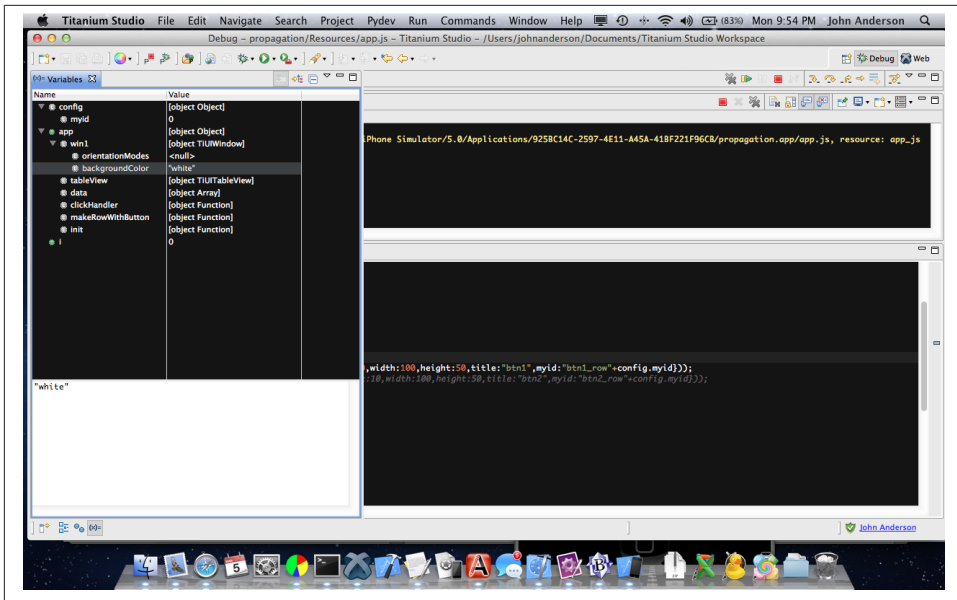 Titanium Studio File Edit Navigate Search Project Pydev Run Commands Window Help (83%) Mon 9:54 PM John Anderson
Debug – propagation/Resources/app.js – Titanium Studio – /Users/johnanderson/Documents/Titanium Studio Workspace
Debug Web
(x)= Variables
Name Value
config [object Object]
myid 0
app [object Object]
win1 [object TiUIWindow]
orientationModes <null>
backgroundColor "white"
tableView [object TiUITableView]
data [object Array]
clickHandler [object Function]
makeRowWithButton [object Function]
init [object Function]
i 0
iPhone Simulator/5.0/Applications/925BC14C-2597-4E11-A45A-41BF221F96CB/propagation.app/app.js, resource: app_js
,width:100,height:50,title:"btn1",myid:"btn1_row"+config.myid}));
:10,width:100,height:50,title:"btn2",myid:"btn2_row"+config.myid}));
"white"
(x)=
John Anderson
5